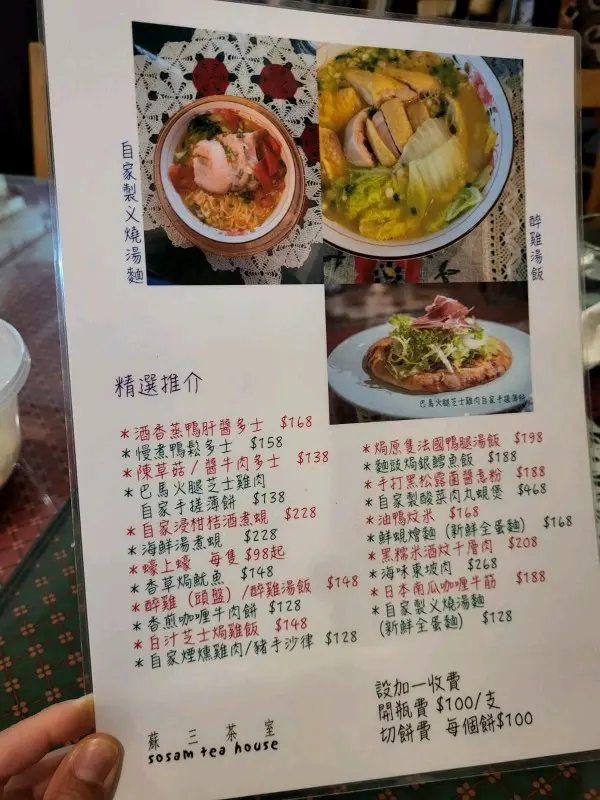 自家製义燒湯麵
醉雞湯飯
巴馬火腿芝士雞肉自家手搓薄餅
精選推介
*酒香蒸鴨肝醬多士 $168
*慢煮鴨鬆多士 $158
*陳草菇/醬牛肉多士 $138
*巴馬火腿芝士雞肉
自家手搓薄餅 $138
*自家浸柑桔酒煮蜆 $228
*海鮮湯煮蜆 $228
*蠔上蠔 每隻 $98起
*香草焗魷魚 $148
*醉雞 (頭盤) /醉雞湯飯 $148
*香煎咖喱牛肉餅 $128
*白汁芝士焗雞飯 $148
*自家煙燻雞肉/豬手沙律 $128
*焗原隻法國鴨腿湯飯 $198
*麵豉焗銀鱈魚飯 $188
*手打黑松露菌醬意粉 $188
*自家製酸菜肉丸蜆煲 $468
*油鴨炆米 $168
*鮮蜆燴麵 (新鮮全蛋麵) $168
*黑糯米酒炆千層肉 $208
*海味東坡肉 $268
*日本南瓜咖喱牛筋 $188
*自家製义燒湯麵
(新鮮全蛋麵) $128
設加一收費
開瓶費 $100/支
切餅費 每個餅$100
蘇三茶室
sosam tea house